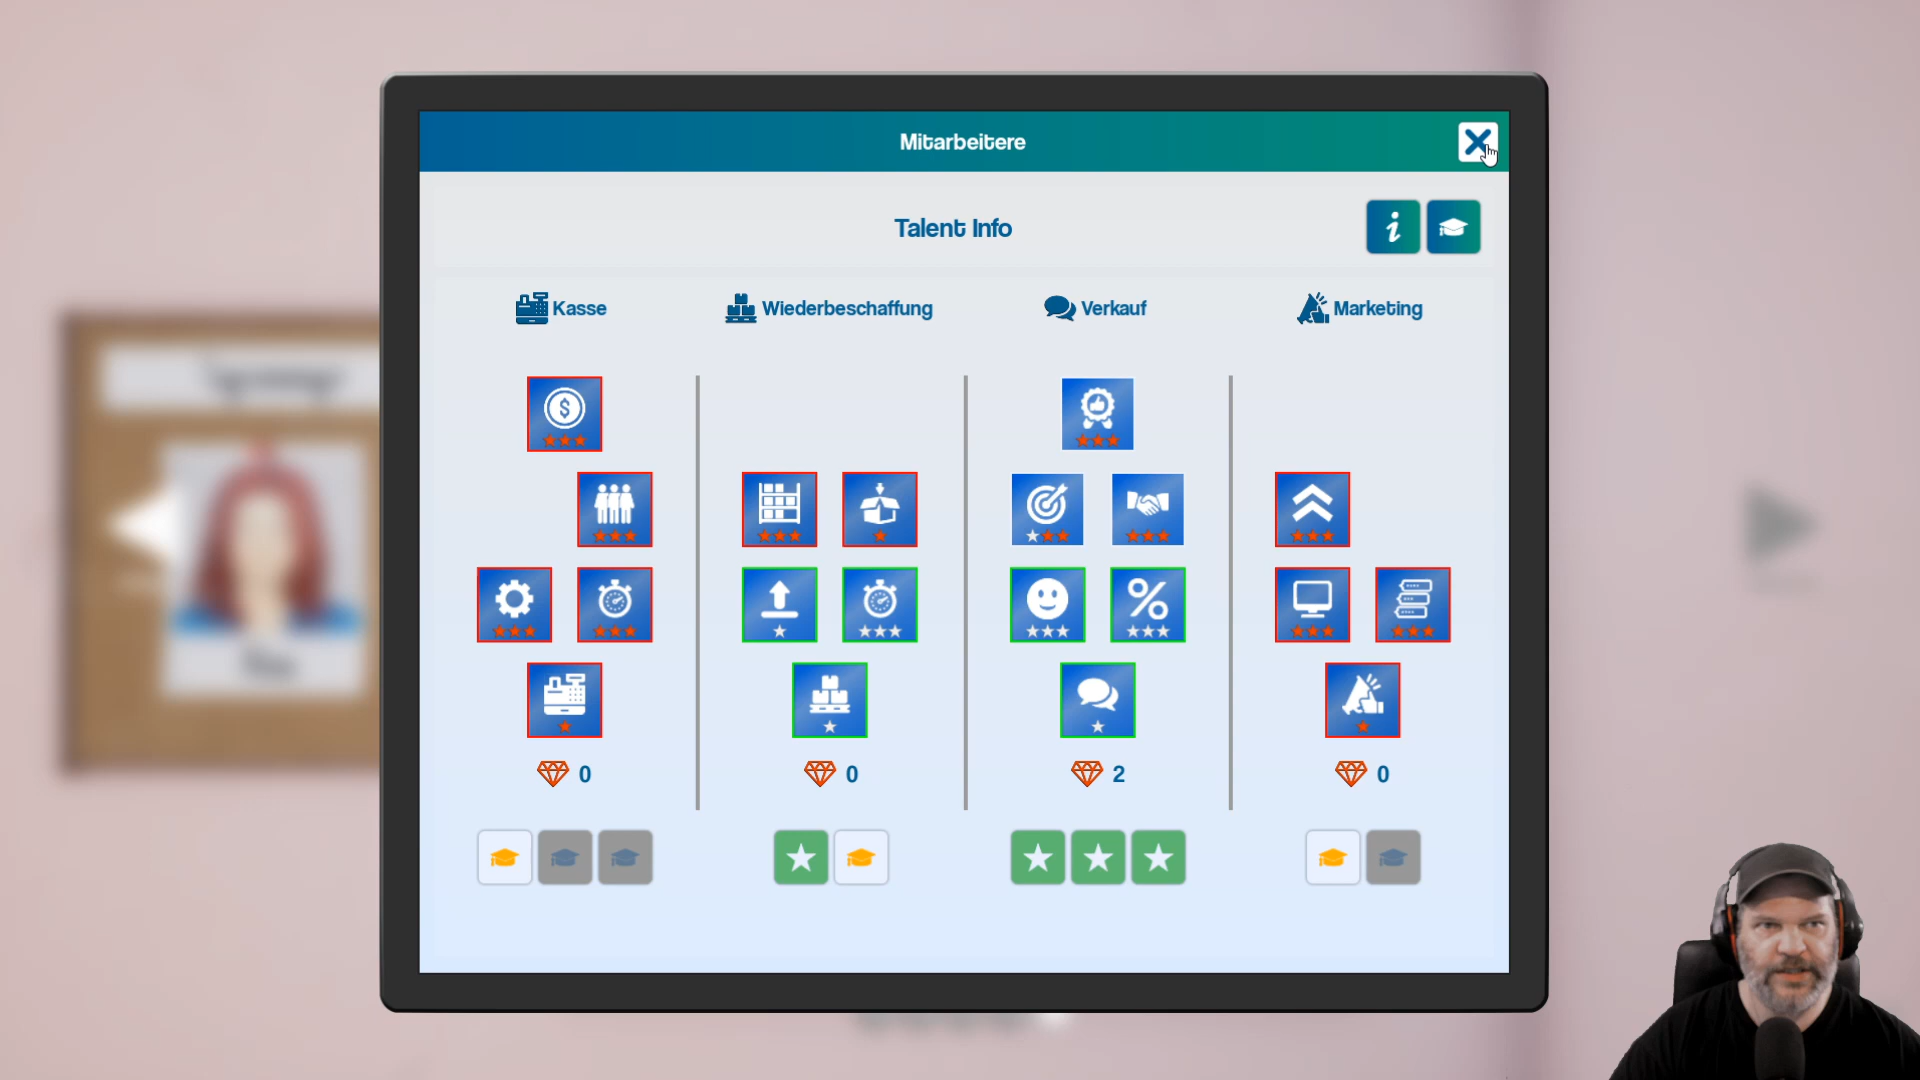 Mitarbeitere
Talent Info
Kasse
Wiederbeschaffung
Verkauf
Marketing
0
0
2
0